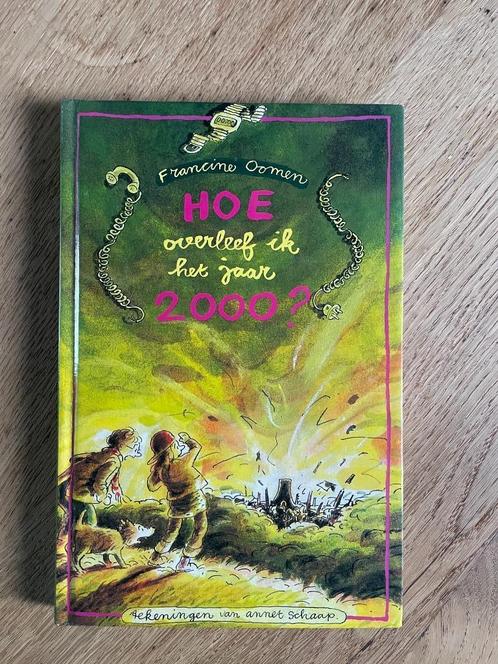 Francine Oomen
HOE
overleef ik
het jaar
2000?
tekeningen van annet schaap.